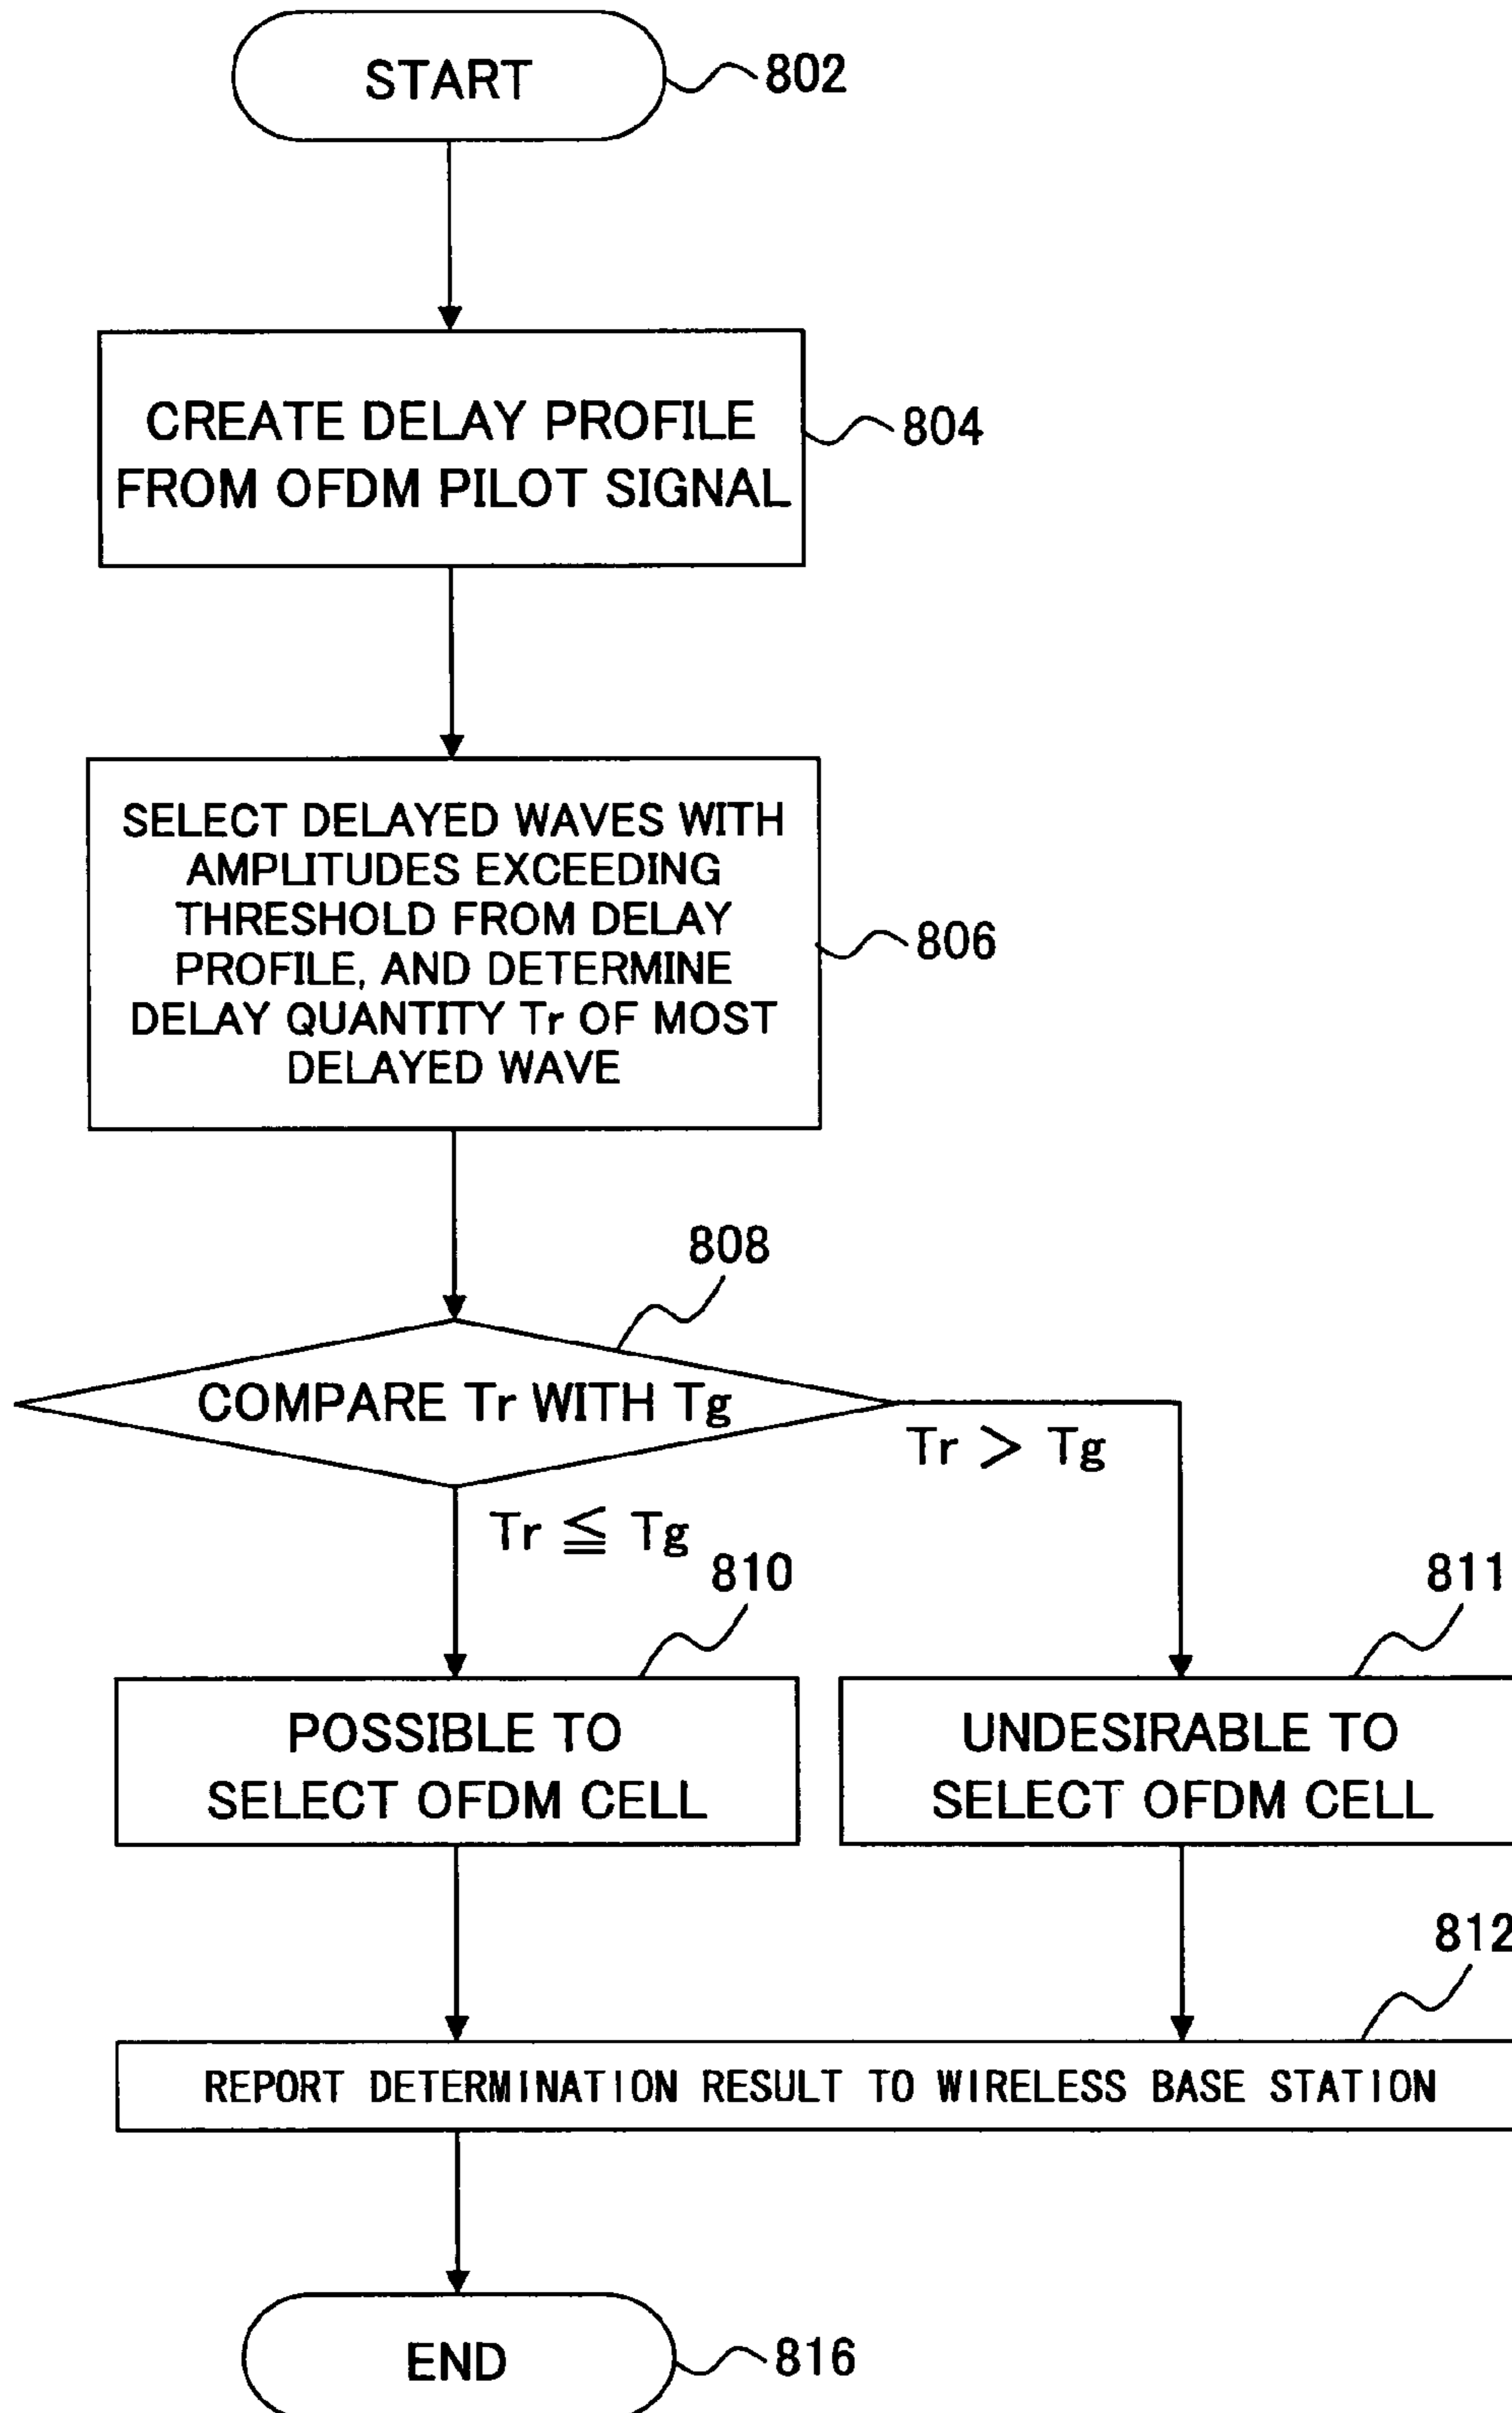 START
802
CREATE DELAY PROFILE
FROM OFDM PILOT SIGNAL
804
SELECT DELAYED WAVES WITH
AMPLITUDES EXCEEDING
THRESHOLD FROM DELAY
PROFILE, AND DETERMINE
DELAY QUANTITY Tr OF MOST
DELAYED WAVE
806
808
COMPARE Tr WITH Tg
Tr > Tg
Tr ≦ Tg
810
811
POSSIBLE TO
SELECT OFDM CELL
UNDESIRABLE TO
SELECT OFDM CELL
812
REPORT DETERMINATION RESULT TO WIRELESS BASE STATION
END
816